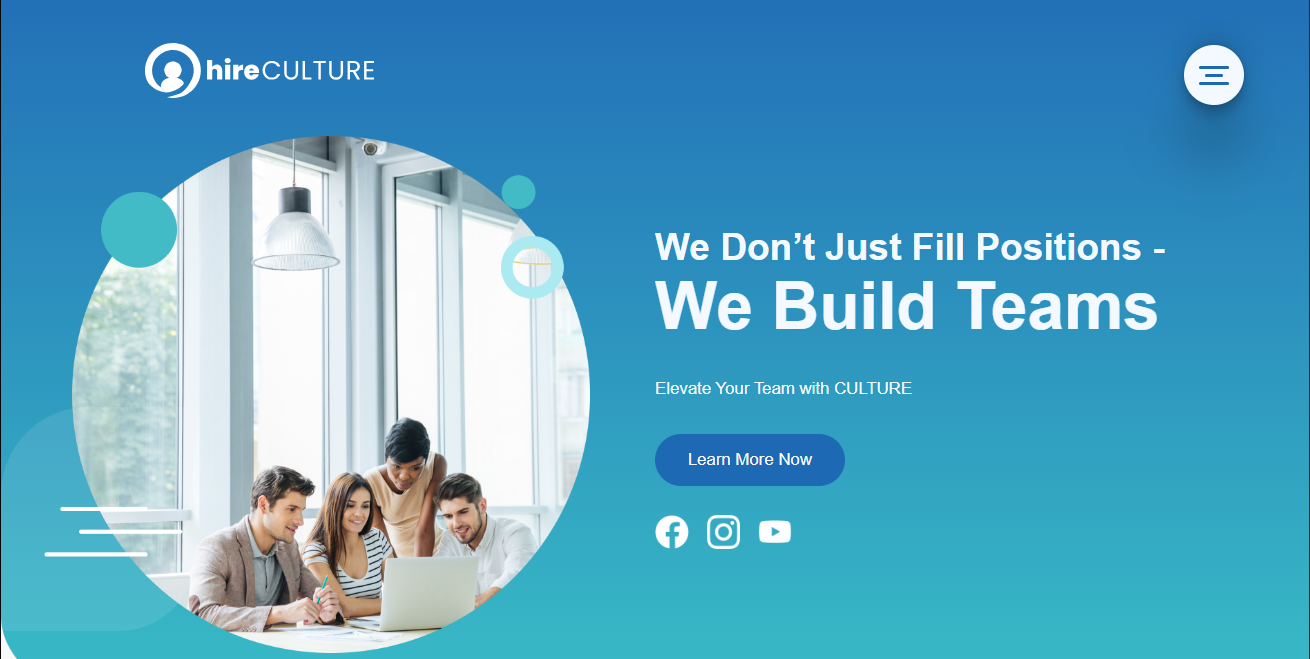 hireCULTURE
We Don’t Just Fill Positions -
We Build Teams
Elevate Your Team with CULTURE
Learn More Now